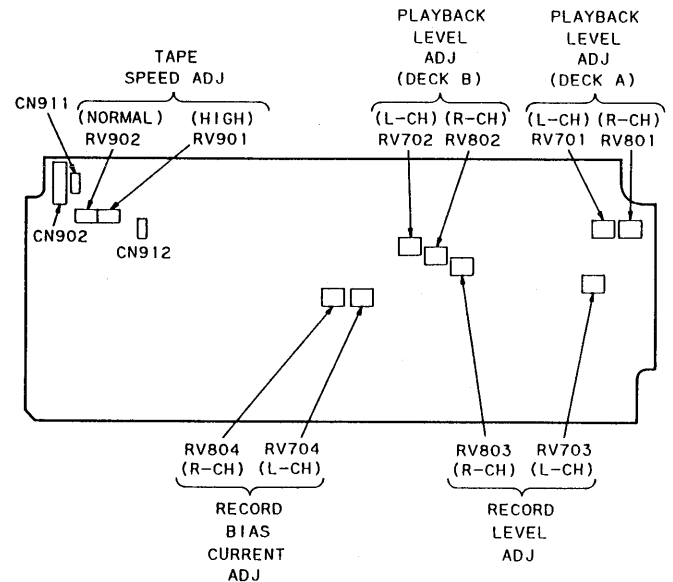 PLAYBACK
LEVEL
ADJ
(DECK B)
PLAYBACK
LEVEL
ADJ
(DECK A)
TAPE
SPEED ADJ
CN911
(NORMAL) (HIGH)
RV902 RV901
(L-CH) (R-CH)
RV702 RV802
(L-CH) (R-CH)
RV701 RV801
CN902
CN912
RV804 RV704
(R-CH) (L-CH)
RECORD
BIAS
CURRENT
ADJ
RV803 RV703
(R-CH) (L-CH)
RECORD
LEVEL
ADJ